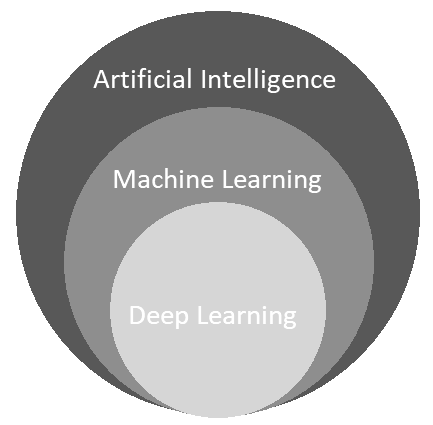 Artificial Intelligence
Machine Learning
Deep Learning